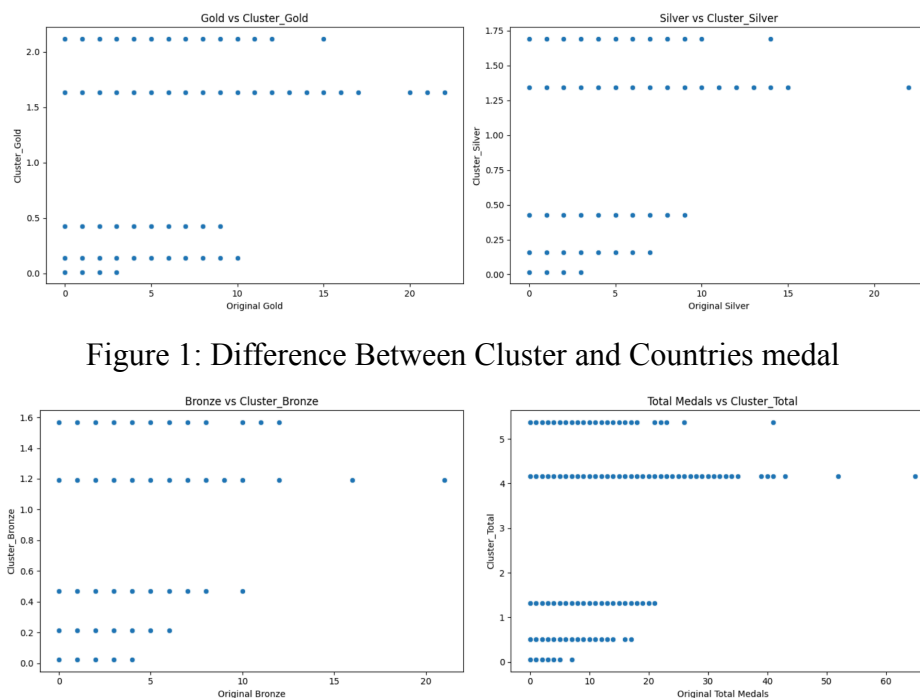 Gold vs Cluster_Gold
2.0
1.5
1.0
0.5
0.0
Cluster_Gold
0 5 10 15 20
Original Gold
Silver vs Cluster_Silver
1.75
1.50
1.25
1.00
0.75
0.50
0.25
0.00
Cluster_Silver
0 5 10 15 20
Original Silver
Figure 1: Difference Between Cluster and Countries medal
Bronze vs Cluster_Bronze
1.6
1.4
1.2
1.0
0.8
0.6
0.4
0.2
0.0
Cluster_Bronze
0 5 10 15 20
Original Bronze
Total Medals vs Cluster_Total
5
4
3
2
1
0
Cluster_Total
0 10 20 30 40 50 60
Original Total Medals